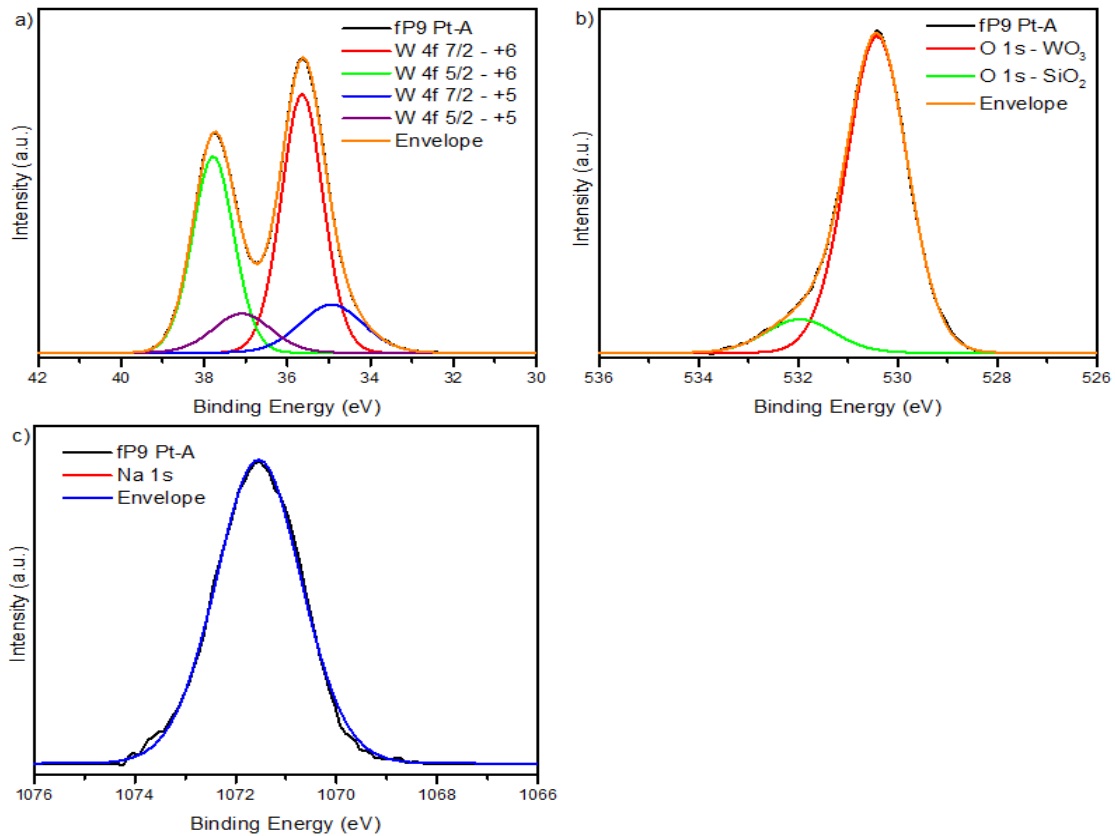 a)
fP9 Pt-A
W 4f 7/2 - +6
W 4f 5/2 - +6
W 4f 7/2 - +5
W 4f 5/2 - +5
Envelope
Intensity (a.u.)
42 40 38 36 34 32 30
Binding Energy (eV)
b)
fP9 Pt-A
O 1s - WO₃
O 1s - SiO₂
Envelope
Intensity (a.u.)
536 534 532 530 528 526
Binding Energy (eV)
c)
fP9 Pt-A
Na 1s
Envelope
Intensity (a.u.)
1076 1074 1072 1070 1068 1066
Binding Energy (eV)